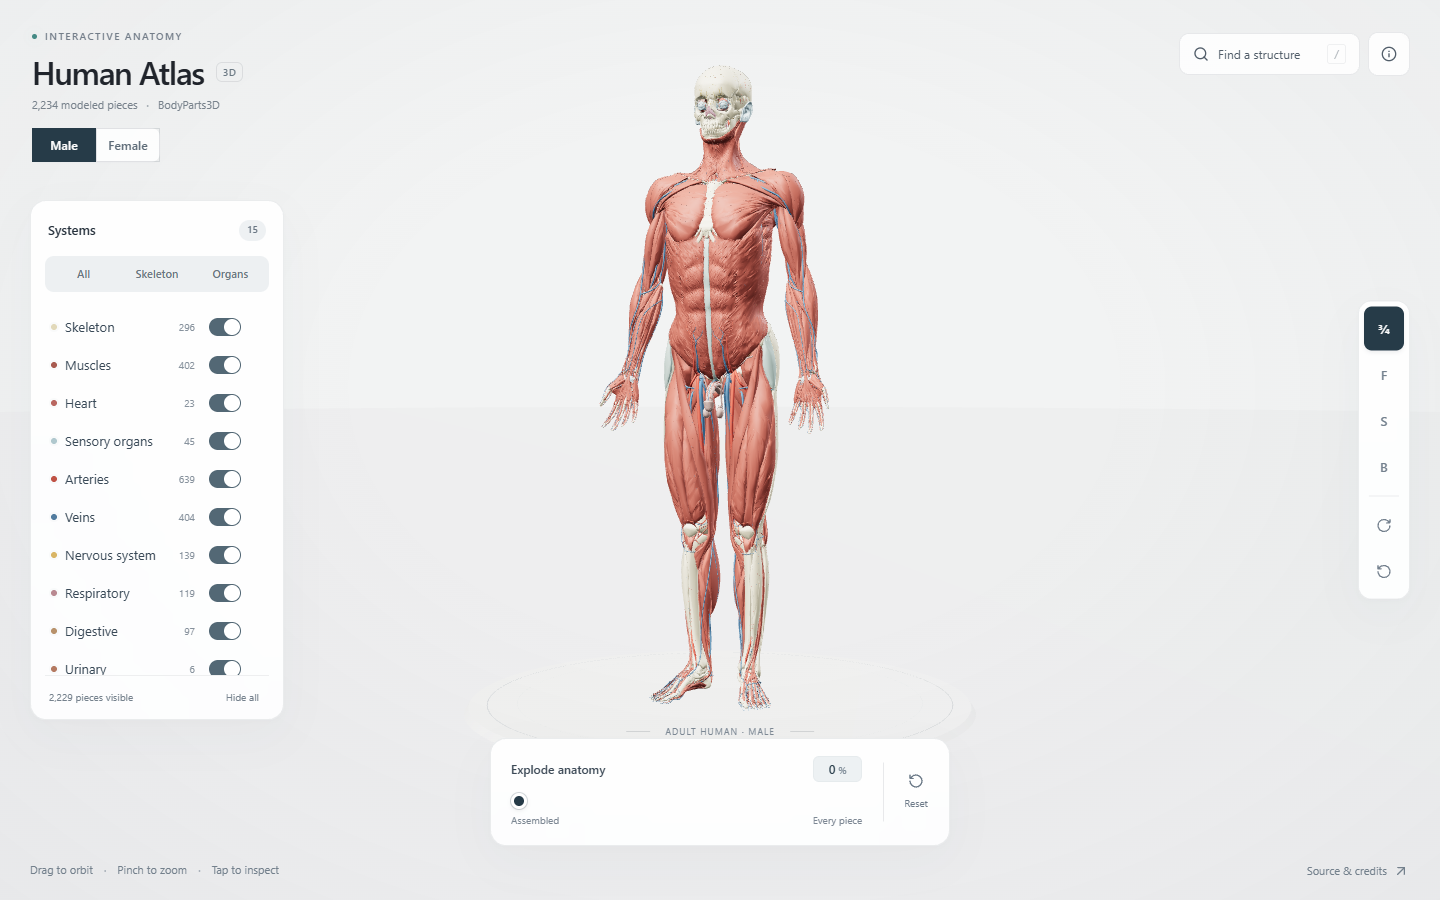 INTERACTIVE ANATOMY
Human Atlas 3D
2,234 modeled pieces · BodyParts3D
Male Female
Find a structure /
Systems 15
All Skeleton Organs
Skeleton 296
Muscles 402
Heart 23
Sensory organs 45
Arteries 639
Veins 404
Nervous system 139
Respiratory 119
Digestive 97
Urinary 6
2,229 pieces visible Hide all
¾
F
S
B
ADULT HUMAN · MALE
Explode anatomy 0 %
Assembled Every piece
Reset
Drag to orbit · Pinch to zoom · Tap to inspect
Source & credits